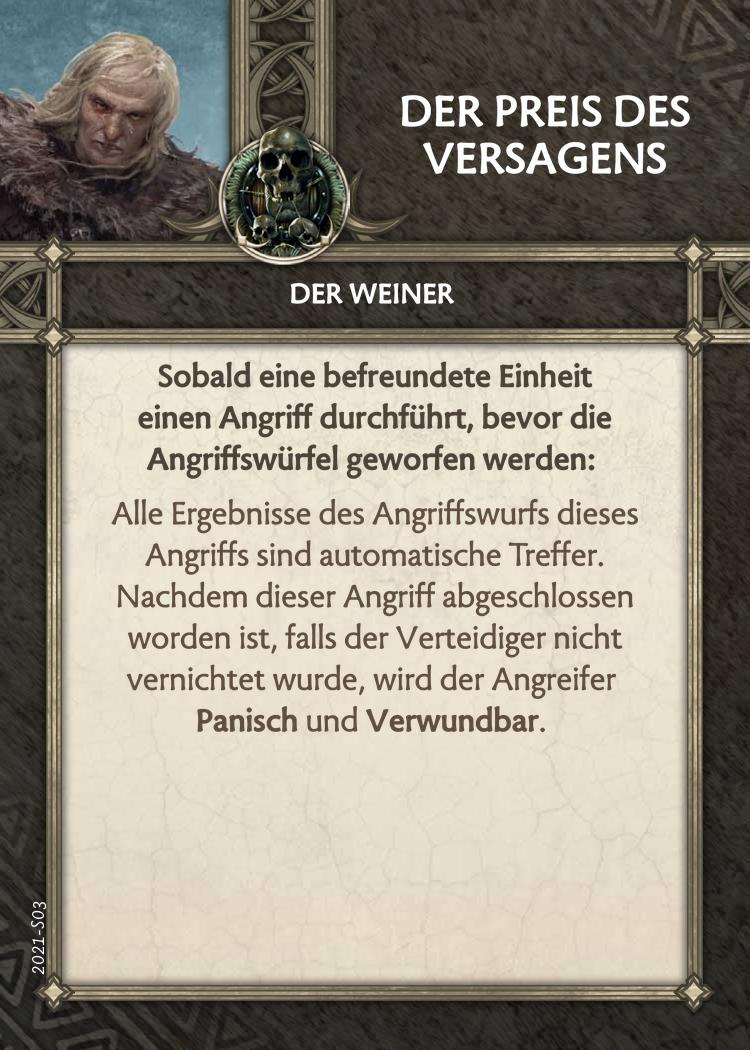 DER PREIS DES
VERSAGENS
DER WEINER
Sobald eine befreundete Einheit
einen Angriff durchführt, bevor die
Angriffswürfel geworfen werden:
Alle Ergebnisse des Angriffswurfs dieses
Angriffs sind automatische Treffer.
Nachdem dieser Angriff abgeschlossen
worden ist, falls der Verteidiger nicht
vernichtet wurde, wird der Angreifer
Panisch und Verwundbar.
2021-S03